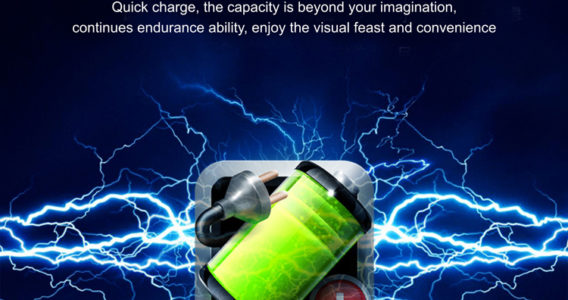 Quick charge, the capacity is beyond your imagination,
continues endurance ability, enjoy the visual feast and convenience